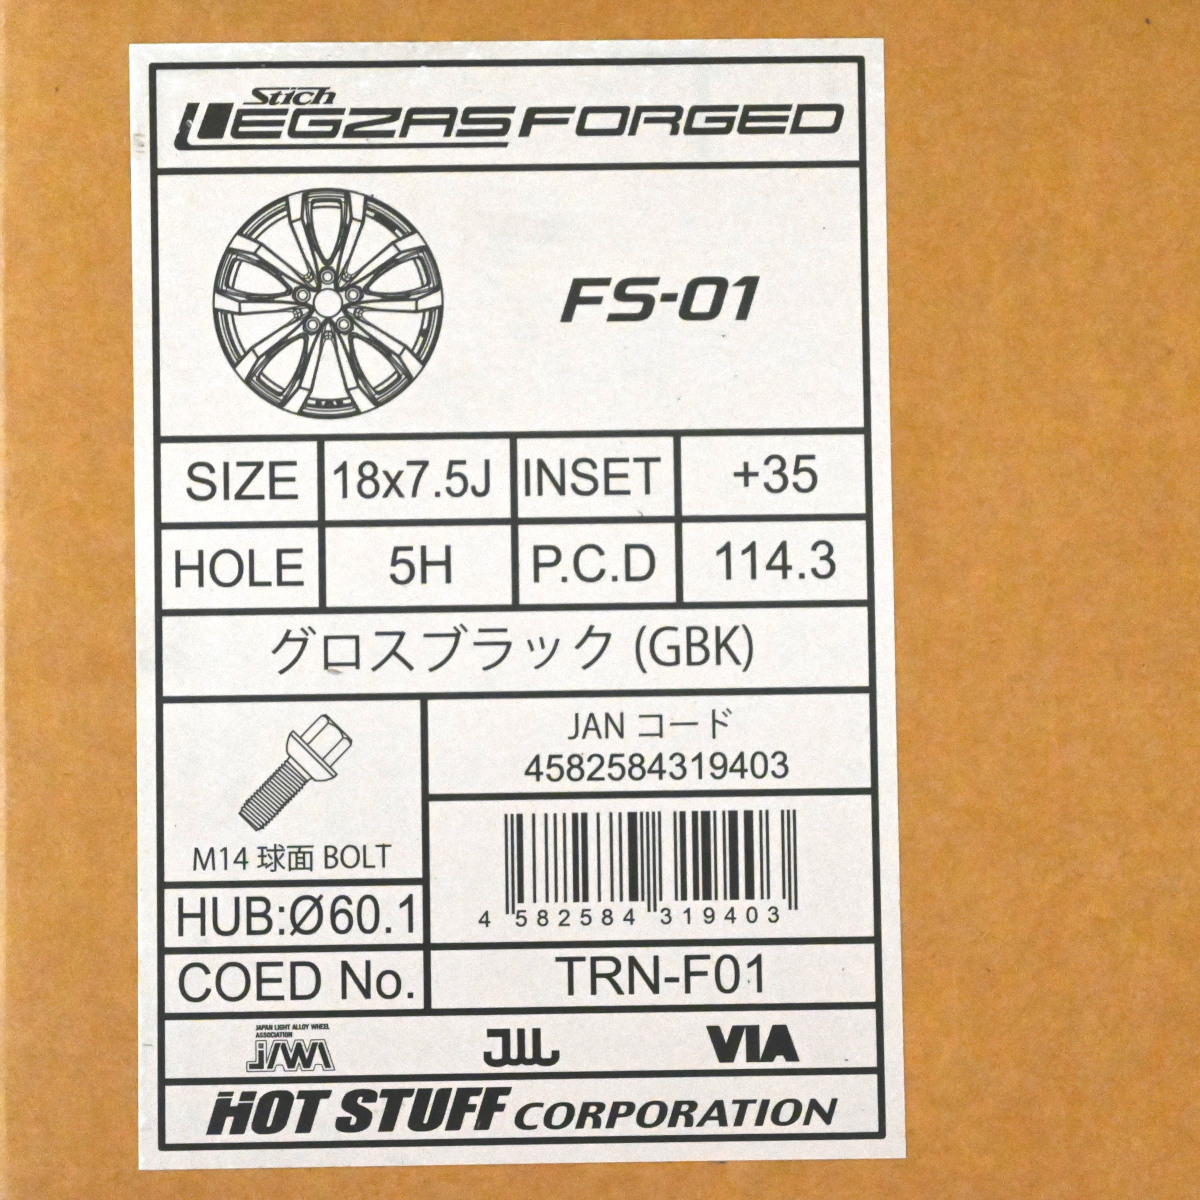 Stich
LEGZAS FORGED
FS-01
SIZE 18x7.5J INSET +35
HOLE 5H P.C.D 114.3
グロスブラック (GBK)
JAN コード
4582584319403
M14 球面 BOLT
4 582584 319403
HUB:Ø60.1
COED No. TRN-F01
JAPAN LIGHT ALLOY WHEEL
ASSOCIATION
JAWA JWL VIA
HOT STUFF CORPORATION